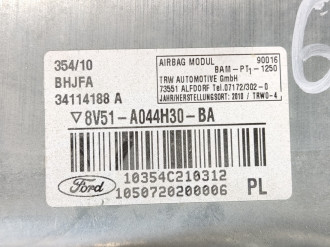 354/10
BHJFA
34114188 A
AIRBAG MODUL 90016
BAM-PT1-1250
TRW AUTOMOTIVE GmbH
73551 ALFDORF Tel.07172/302-0
JAHR/HERSTELLUNGSORT: 2010 / TRWD-4
▽8V51-A044H30-BA
Ford
10354C210312
1050720200006 PL